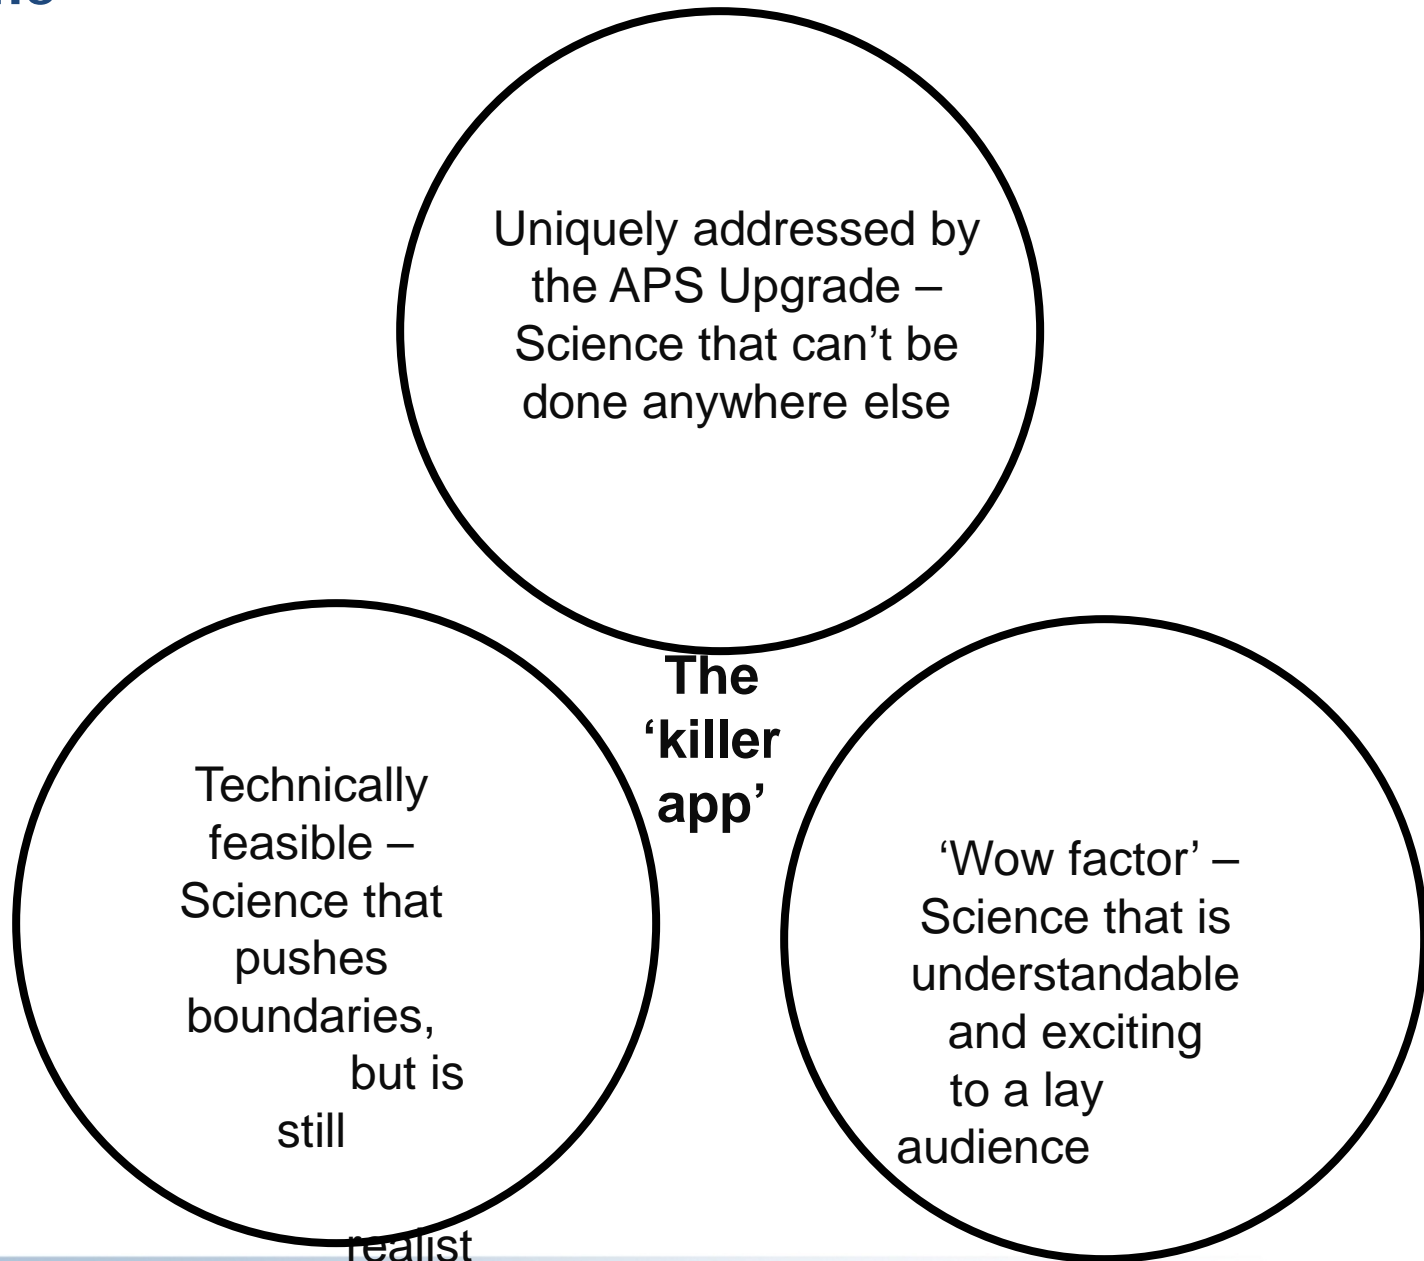 Uniquely addressed by
the APS Upgrade –
Science that can’t be
done anywhere else
The
‘killer
app’
Technically
feasible –
Science that
pushes
boundaries,
but is
still
realist
‘Wow factor’ –
Science that is
understandable
and exciting
to a lay
audience